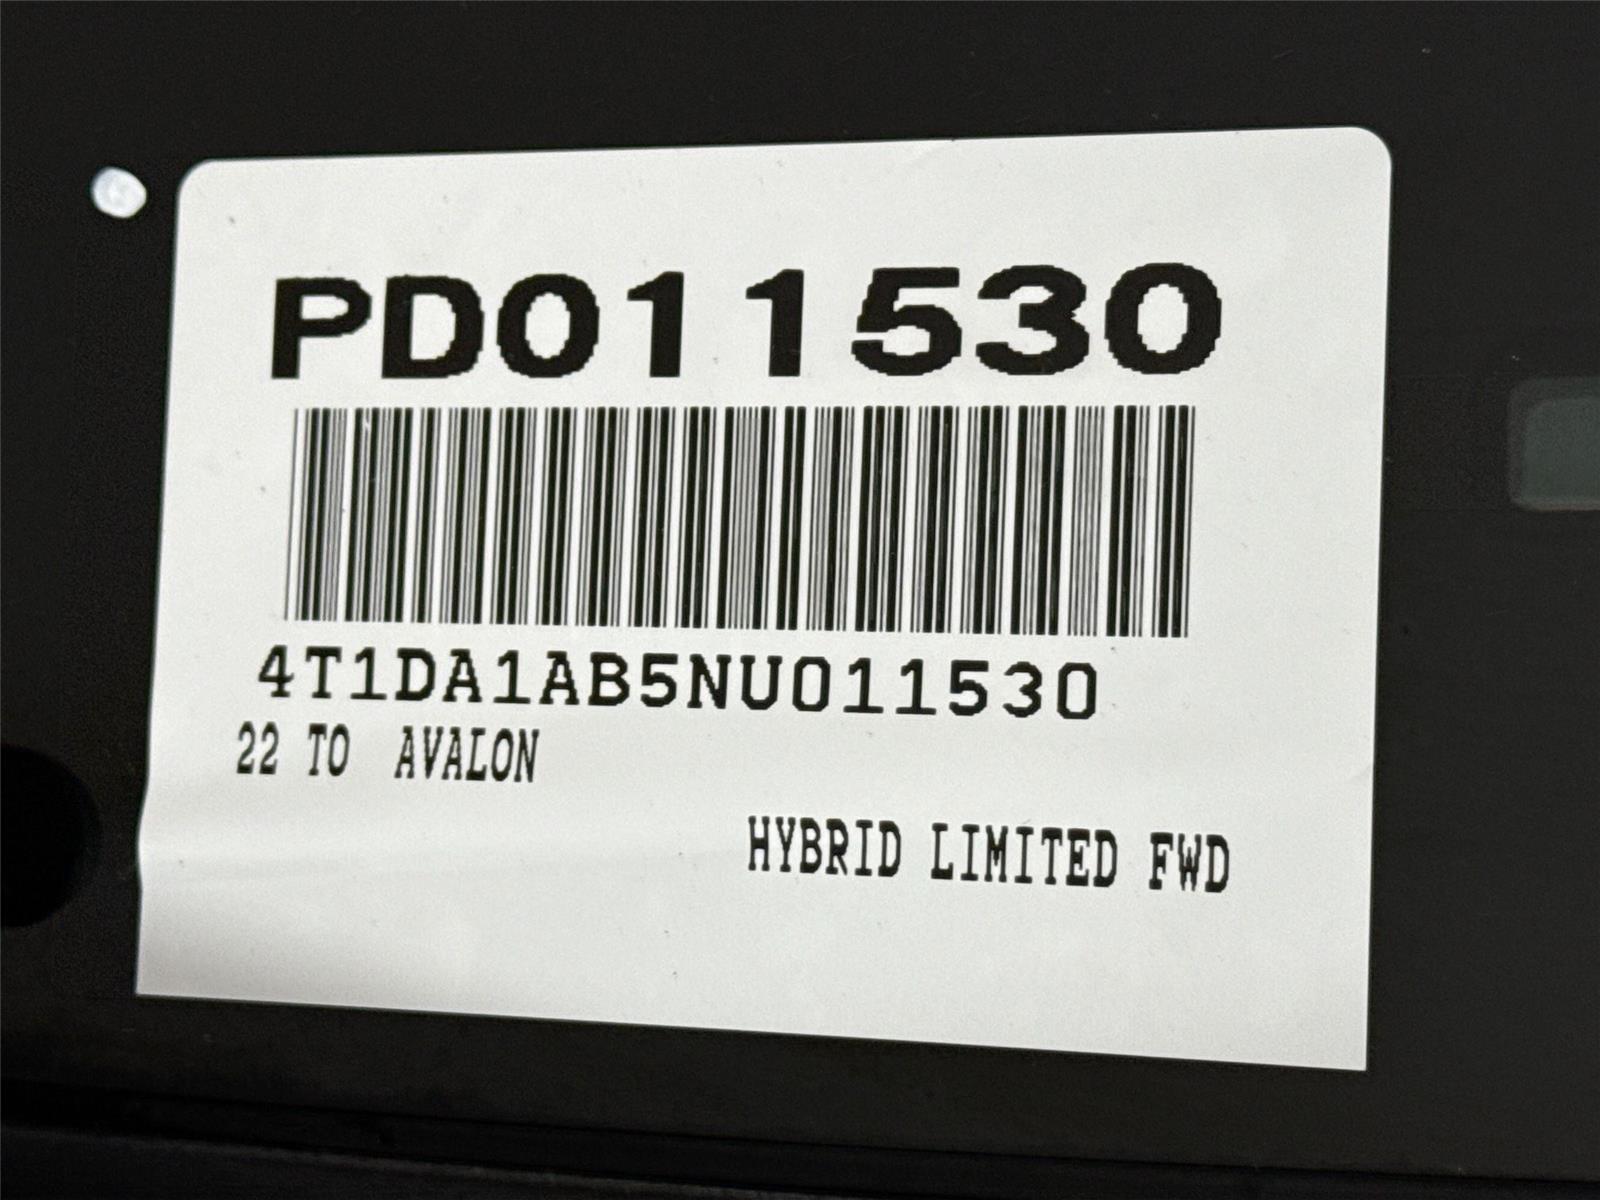 PD011530
4T1DA1AB5NU011530
22 TO AVALON
HYBRID LIMITED FWD